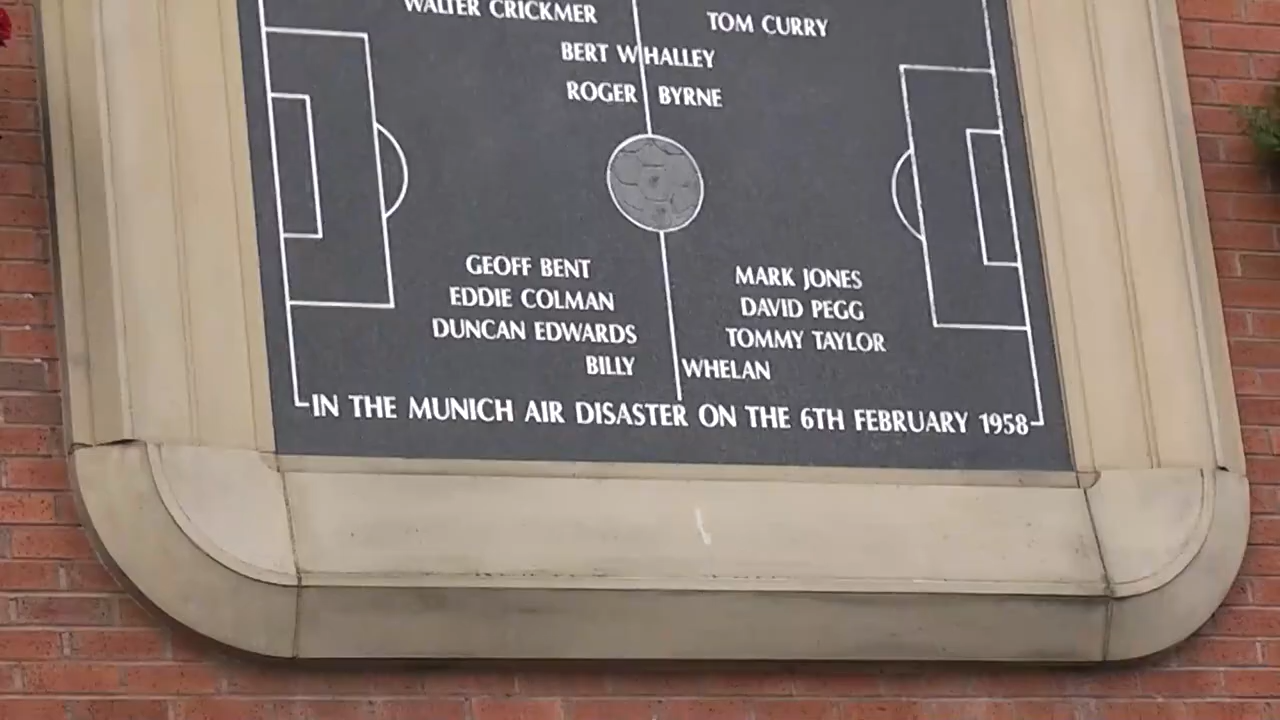 WALTER CRICKMER TOM CURRY
BERT WHALLEY
ROGER BYRNE
GEOFF BENT MARK JONES
EDDIE COLMAN DAVID PEGG
DUNCAN EDWARDS TOMMY TAYLOR
BILLY WHELAN
IN THE MUNICH AIR DISASTER ON THE 6TH FEBRUARY 1958